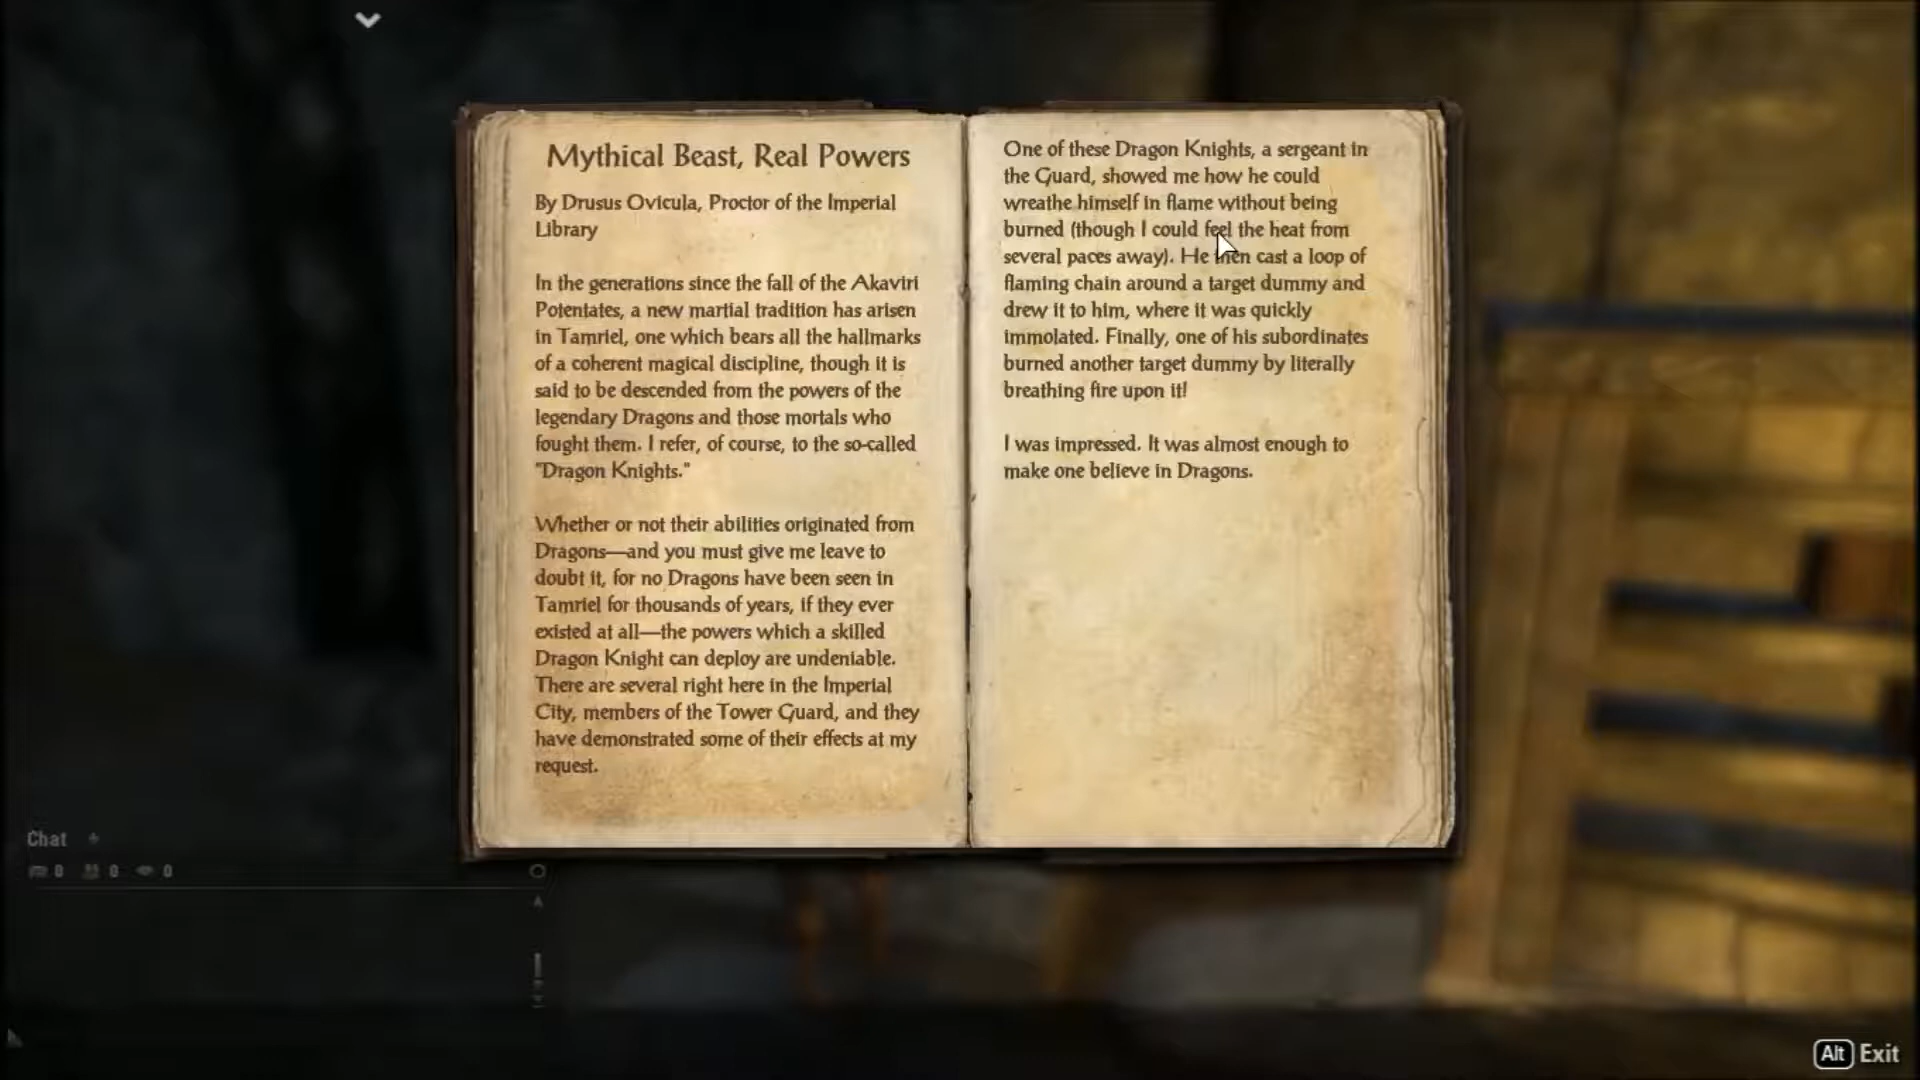 Mythical Beast, Real Powers
By Drusus Ovicula, Proctor of the Imperial
Library
In the generations since the fall of the Akaviri
Potentates, a new martial tradition has arisen
in Tamriel, one which bears all the hallmarks
of a coherent magical discipline, though it is
said to be descended from the powers of the
legendary Dragons and those mortals who
fought them. I refer, of course, to the so-called
"Dragon Knights."
Whether or not their abilities originated from
Dragons—and you must give me leave to
doubt it, for no Dragons have been seen in
Tamriel for thousands of years, if they ever
existed at all—the powers which a skilled
Dragon Knight can deploy are undeniable.
There are several right here in the Imperial
City, members of the Tower Guard, and they
have demonstrated some of their effects at my
request.
One of these Dragon Knights, a sergeant in
the Guard, showed me how he could
wreathe himself in flame without being
burned (though I could feel the heat from
several paces away). He then cast a loop of
flaming chain around a target dummy and
drew it to him, where it was quickly
immolated. Finally, one of his subordinates
burned another target dummy by literally
breathing fire upon it!
I was impressed. It was almost enough to
make one believe in Dragons.
Chat +
0 0 0
Alt Exit